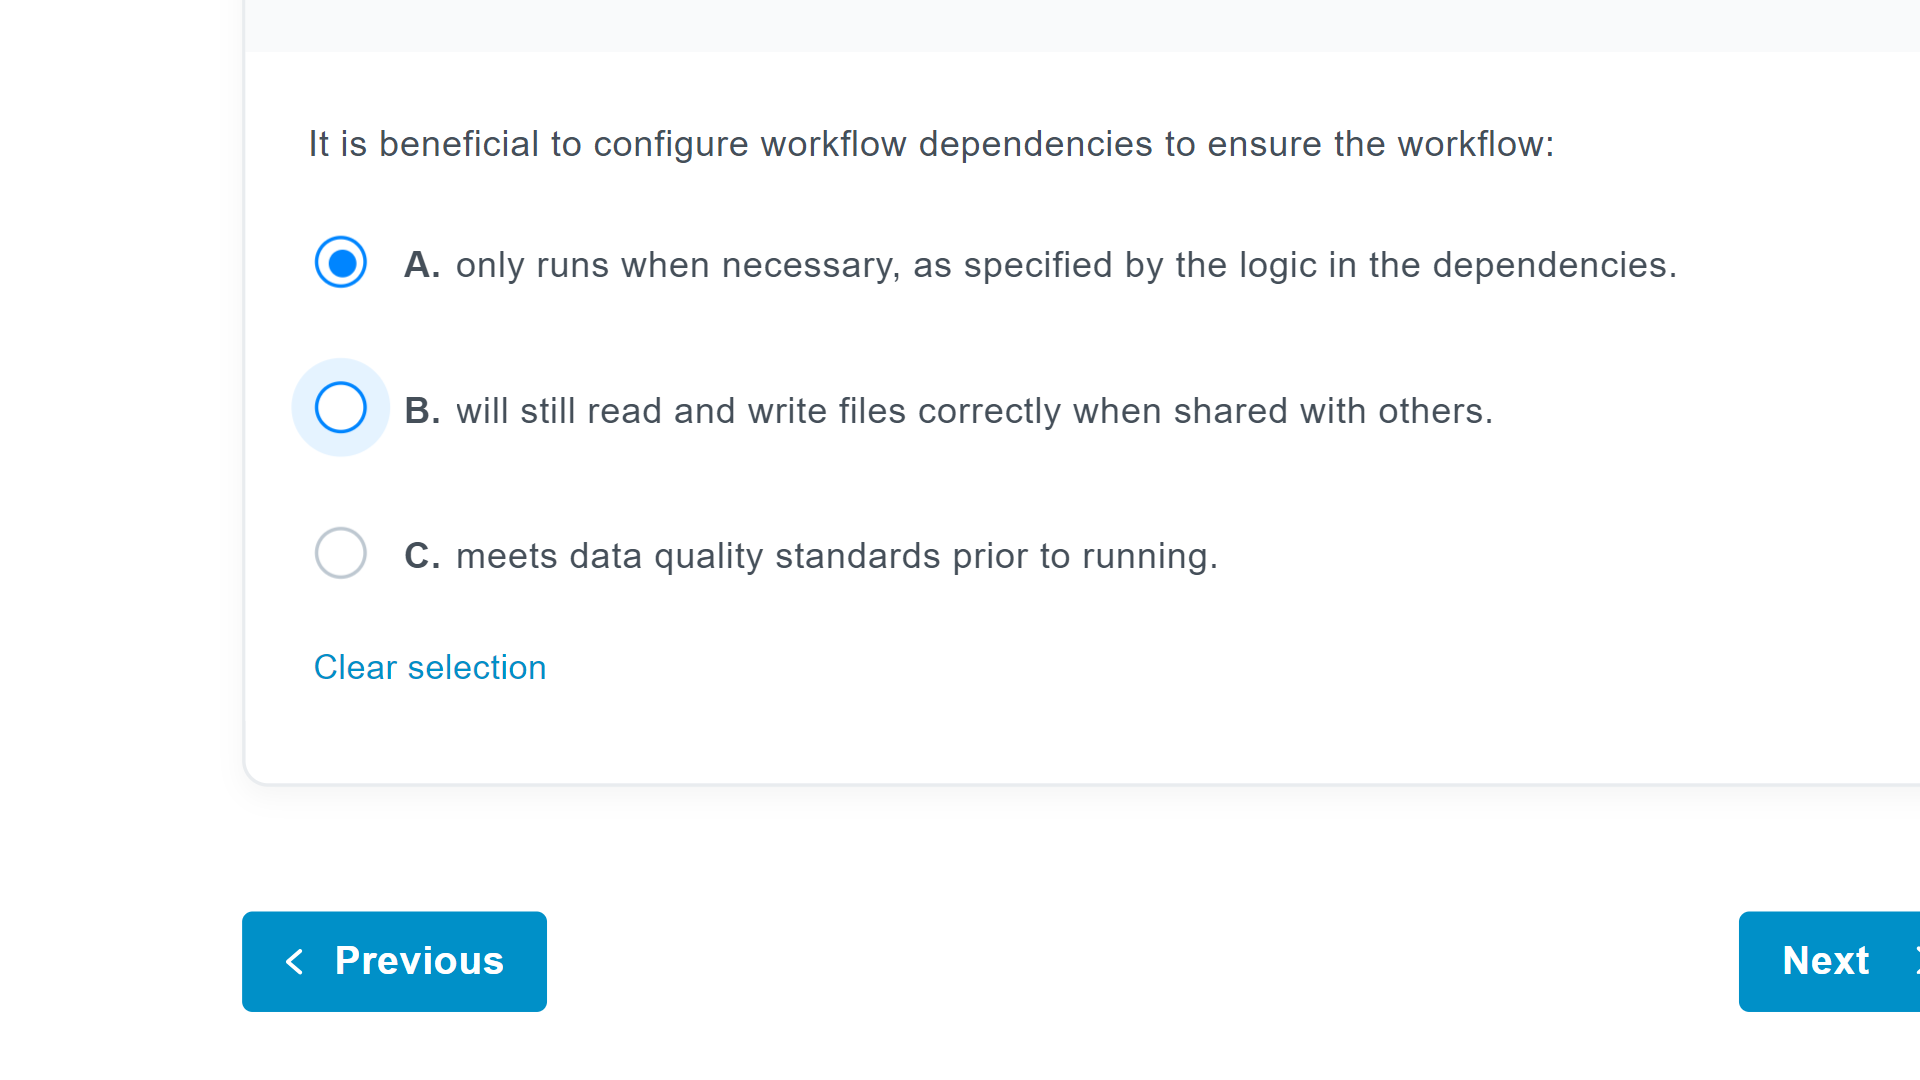 It is beneficial to configure workflow dependencies to ensure the workflow:
A. only runs when necessary, as specified by the logic in the dependencies.
B. will still read and write files correctly when shared with others.
C. meets data quality standards prior to running.
Clear selection
Previous
Next